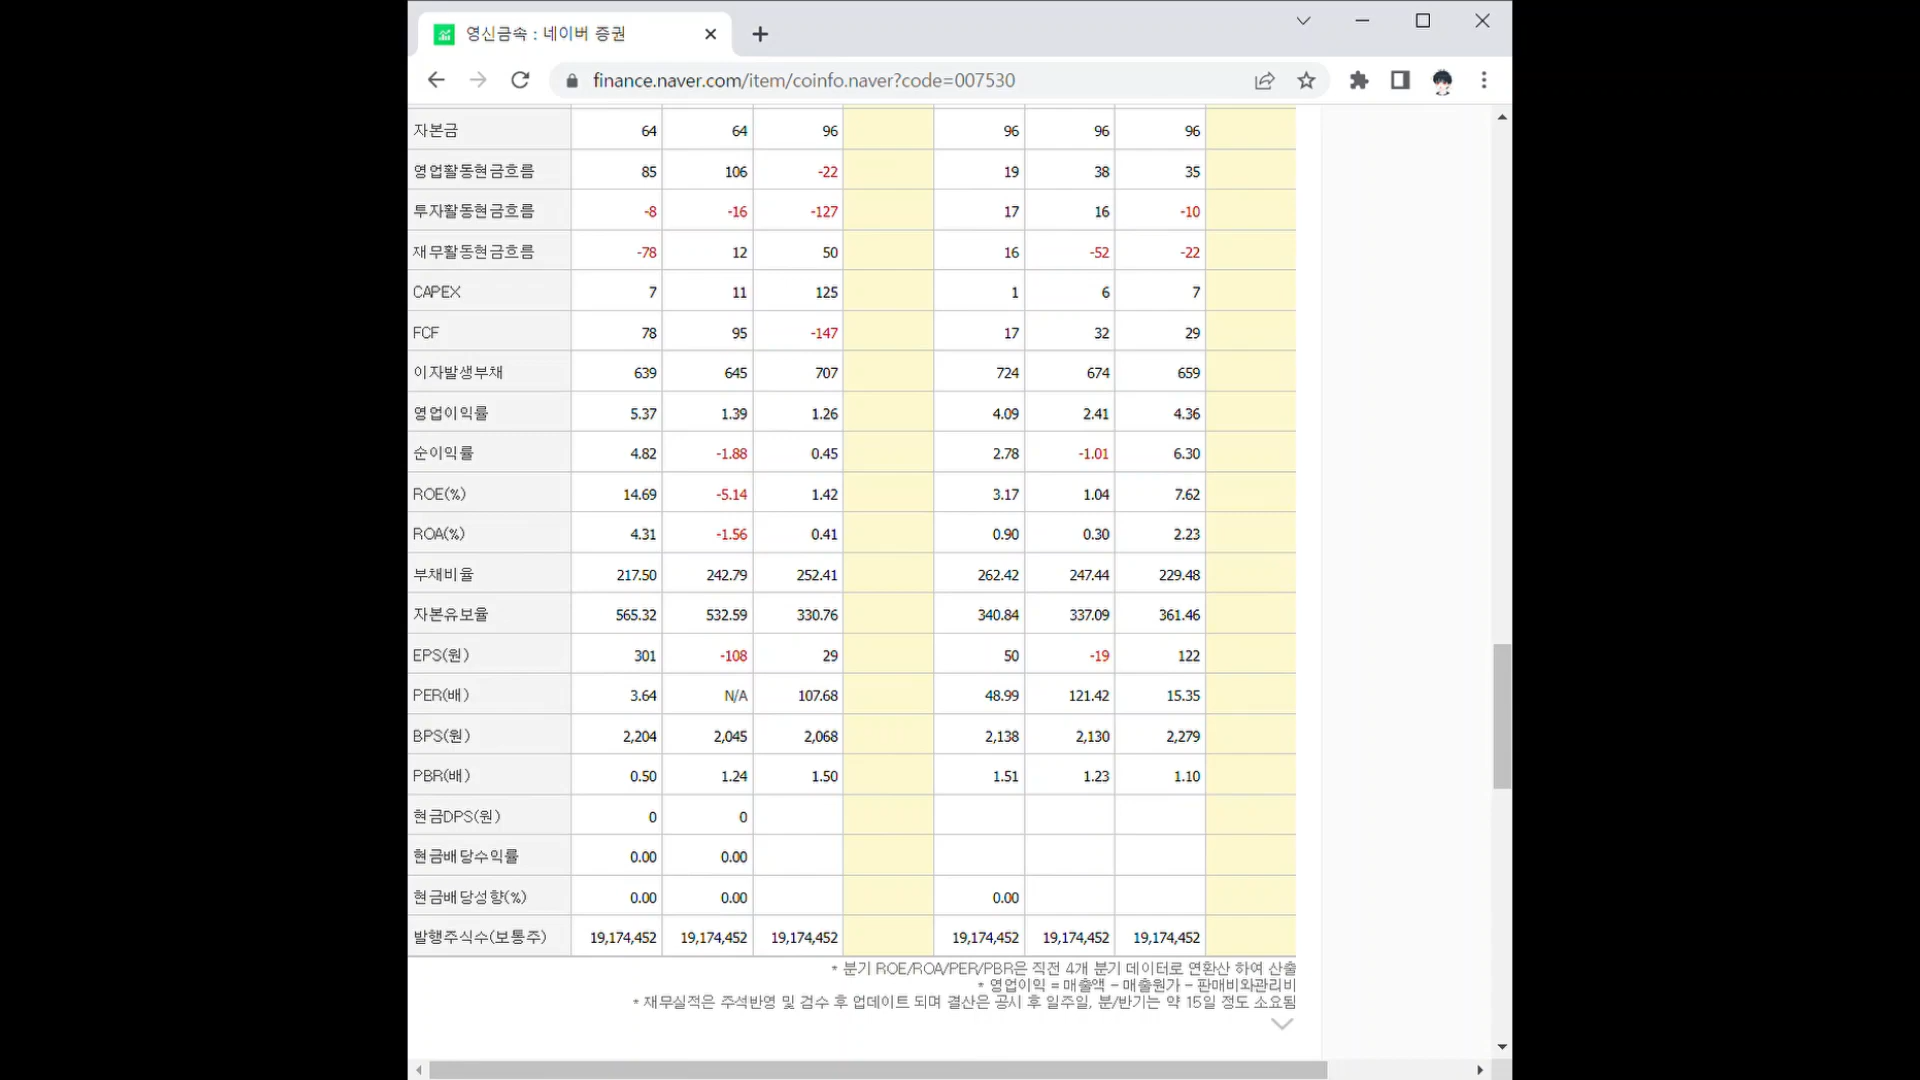 영신금속 : 네이버 증권
finance.naver.com/item/coinfo.naver?code=007530
자본금 64 64 96 96 96 96
영업활동현금흐름 85 106 -22 19 38 35
투자활동현금흐름 -8 -16 -127 17 16 -10
재무활동현금흐름 -78 12 50 16 -52 -22
CAPEX 7 11 125 1 6 7
FCF 78 95 -147 17 32 29
이자발생부채 639 645 707 724 674 659
영업이익률 5.37 1.39 1.26 4.09 2.41 4.36
순이익률 4.82 -1.88 0.45 2.78 -1.01 6.30
ROE(%) 14.69 -5.14 1.42 3.17 1.04 7.62
ROA(%) 4.31 -1.56 0.41 0.90 0.30 2.23
부채비율 217.50 242.79 252.41 262.42 247.44 229.48
자본유보율 565.32 532.59 330.76 340.84 337.09 361.46
EPS(원) 301 -108 29 50 -19 122
PER(배) 3.64 N/A 107.68 48.99 121.42 15.35
BPS(원) 2,204 2,045 2,068 2,138 2,130 2,279
PBR(배) 0.50 1.24 1.50 1.51 1.23 1.10
현금DPS(원) 0 0
현금배당수익률 0.00 0.00
현금배당성향(%) 0.00 0.00 0.00
발행주식수(보통주) 19,174,452 19,174,452 19,174,452 19,174,452 19,174,452 19,174,452
* 분기 ROE/ROA/PER/PBR은 직전 4개 분기 데이터로 연환산 하여 산출
* 영업이익 = 매출액 - 매출원가 - 판매비와관리비
* 재무실적은 주석반영 및 검수 후 업데이트 되며 결산은 공시 후 일주일, 분/반기는 약 15일 정도 소요됨